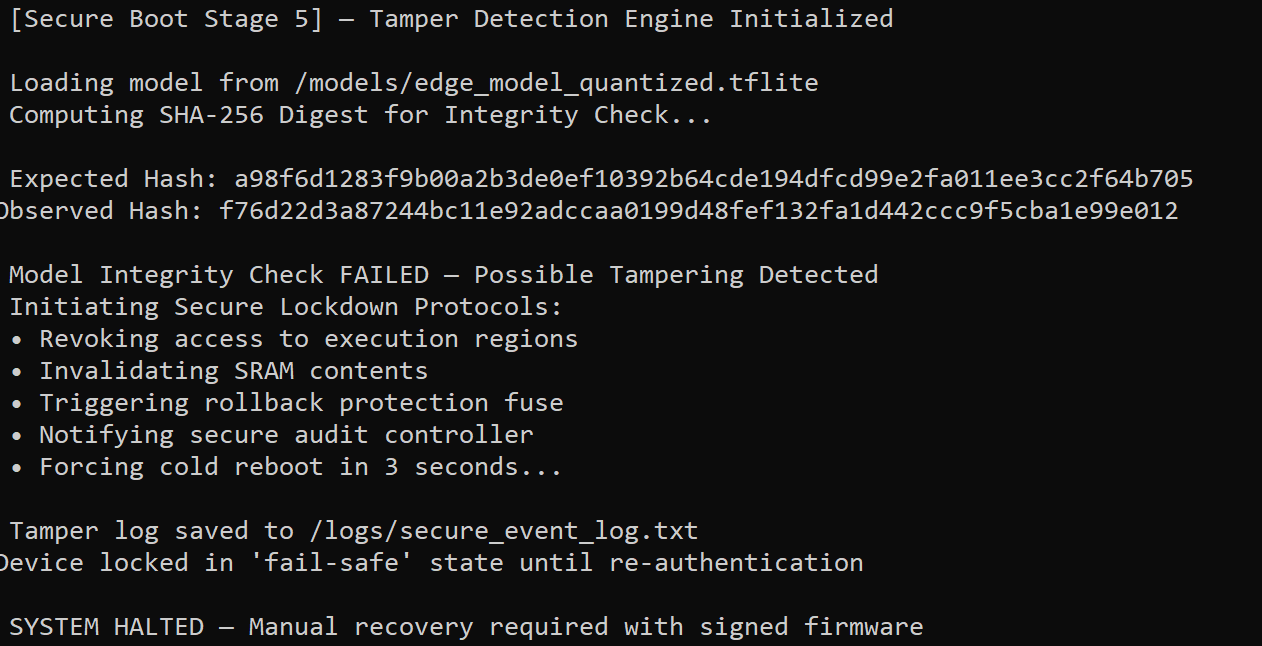 [Secure Boot Stage 5] — Tamper Detection Engine Initialized
Loading model from /models/edge_model_quantized.tflite
Computing SHA-256 Digest for Integrity Check...
Expected Hash: a98f6d1283f9b00a2b3de0ef10392b64cde194dfcd99e2fa011ee3cc2f64b705
Observed Hash: f76d22d3a87244bc11e92adccaa0199d48fef132fa1d442ccc9f5cba1e99e012
Model Integrity Check FAILED — Possible Tampering Detected
Initiating Secure Lockdown Protocols:
• Revoking access to execution regions
• Invalidating SRAM contents
• Triggering rollback protection fuse
• Notifying secure audit controller
• Forcing cold reboot in 3 seconds...
Tamper log saved to /logs/secure_event_log.txt
Device locked in 'fail-safe' state until re-authentication
SYSTEM HALTED — Manual recovery required with signed firmware